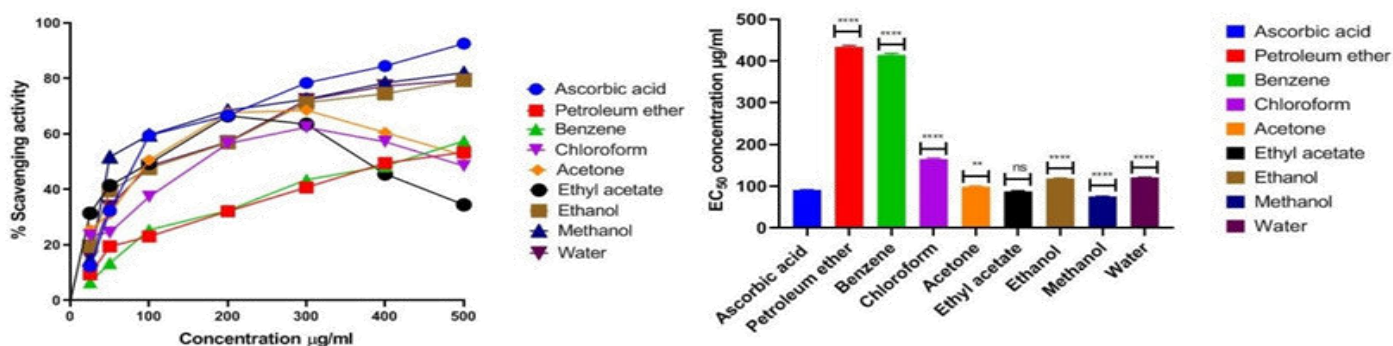 100
80
60
40
20
0
% Scavenging activity
0
100
200
300
400
500
Concentration µg/ml
Ascorbic acid
Petroleum ether
Benzene
Chloroform
Acetone
Ethyl acetate
Ethanol
Methanol
Water
500
400
300
200
100
0
EC50 concentration µg/ml
****
****
****
**
ns
****
****
****
Ascorbic acid
Petroleum ether
Benzene
Chloroform
Acetone
Ethyl acetate
Ethanol
Methanol
Water
Ascorbic acid
Petroleum ether
Benzene
Chloroform
Acetone
Ethyl acetate
Ethanol
Methanol
Water